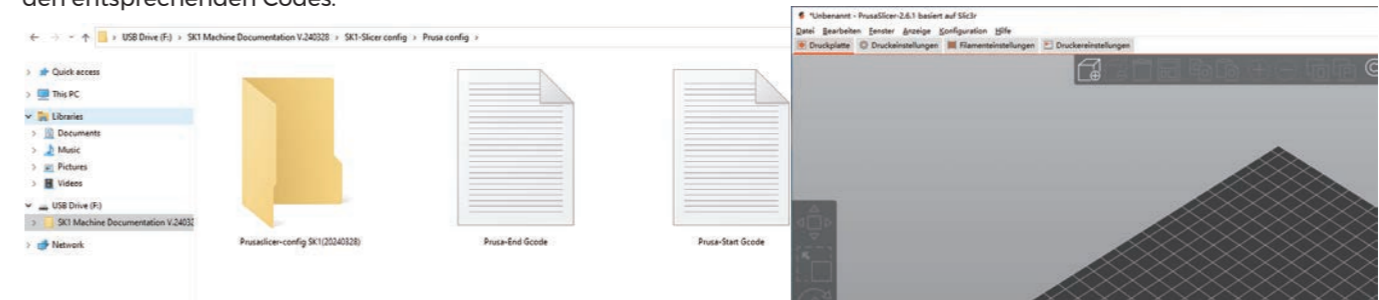 den entsprechenden Codes.
USB Drive (F:) > SK1 Machine Documentation V.240328 > SK1-Slicer config > Prusa config >
Quick access
This PC
Libraries
Documents
Music
Pictures
Videos
USB Drive (F:)
SK1 Machine Documentation V.24032
Network
Prusaslicer-config SK1(20240328)
Prusa-End Gcode
Prusa-Start Gcode
*Unbenannt - PrusaSlicer-2.6.1 basiert auf Slic3r
Datei Bearbeiten Fenster Anzeige Konfiguration Hilfe
Druckplatte Druckeinstellungen Filamenteinstellungen Druckereinstellungen